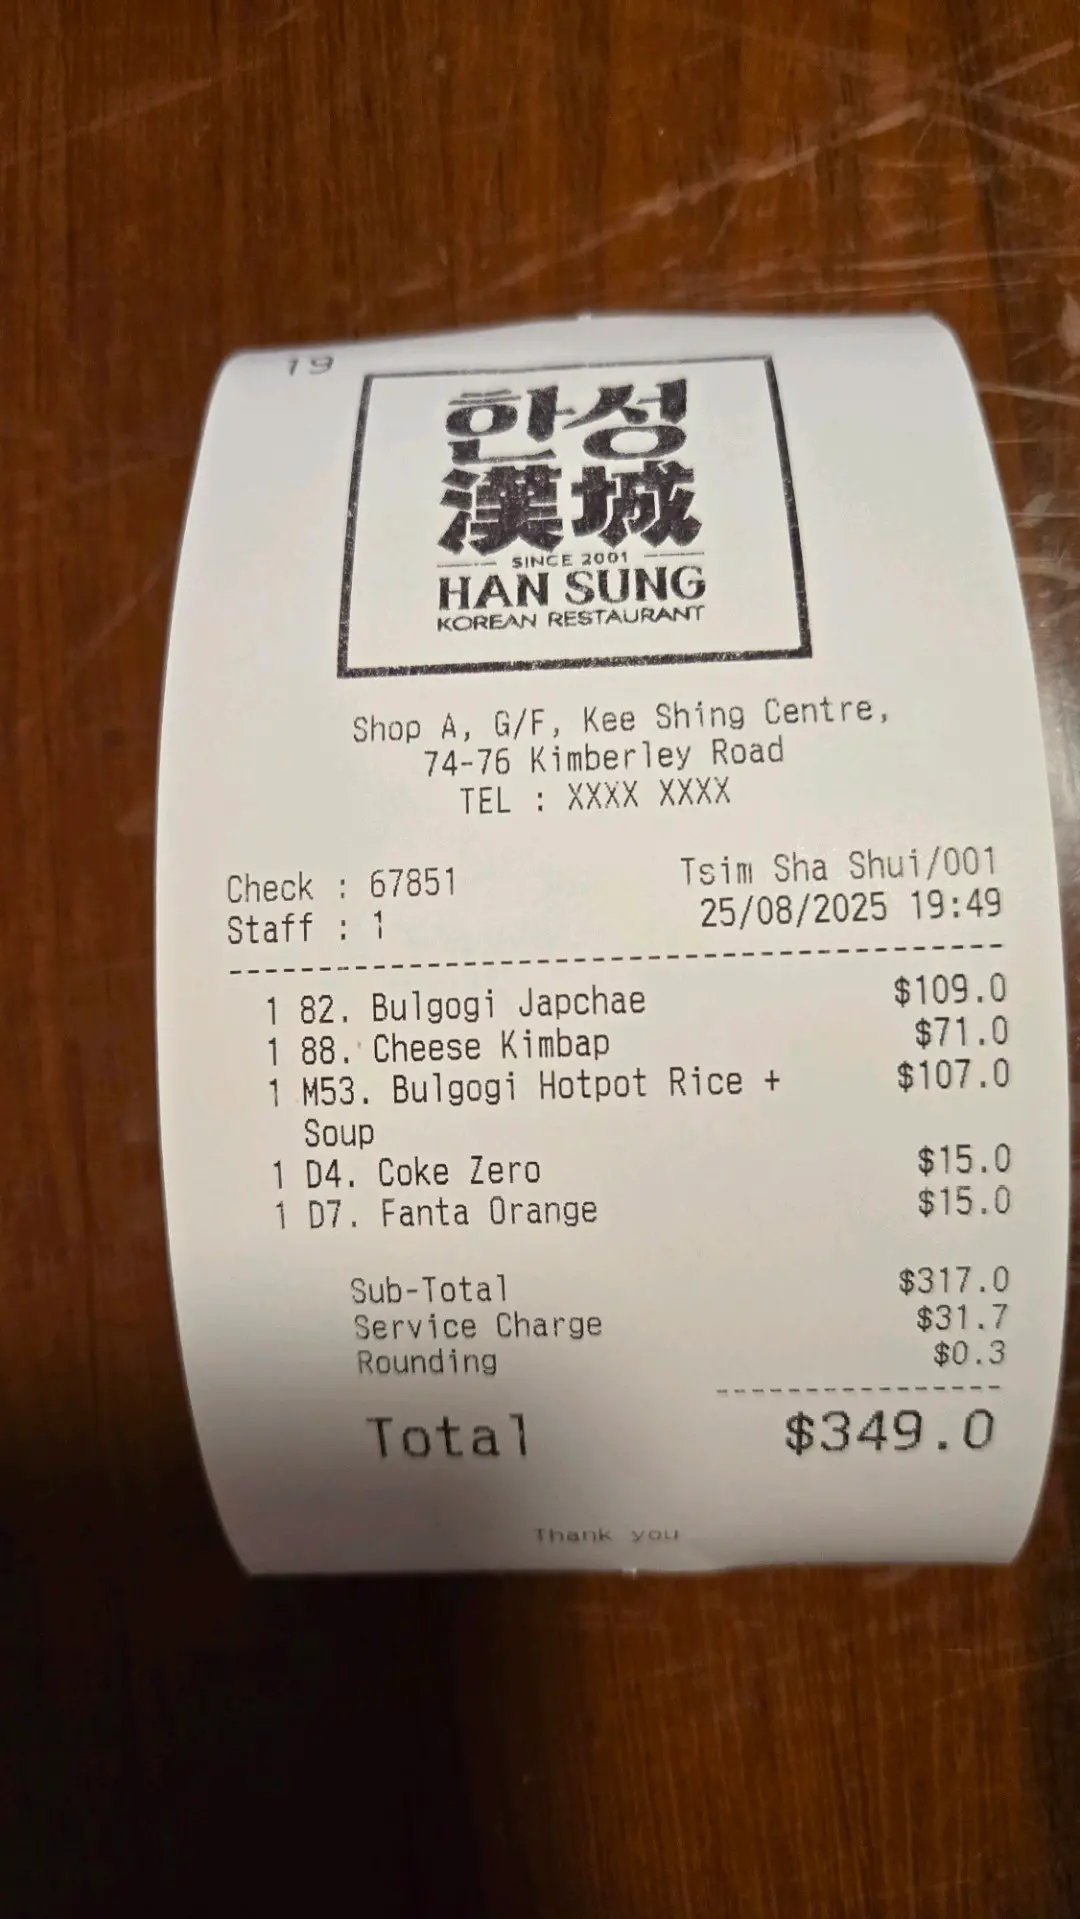 19
한성
漢城
SINCE 2001
HAN SUNG
KOREAN RESTAURANT
Shop A, G/F, Kee Shing Centre,
74-76 Kimberley Road
TEL : XXXX XXXX
Check : 67851 Tsim Sha Shui/001
Staff : 1 25/08/2025 19:49
1 82. Bulgogi Japchae $109.0
1 88. Cheese Kimbap $71.0
1 M53. Bulgogi Hotpot Rice + $107.0
Soup
1 D4. Coke Zero $15.0
1 D7. Fanta Orange $15.0
Sub-Total $317.0
Service Charge $31.7
Rounding $0.3
Total $349.0
Thank you